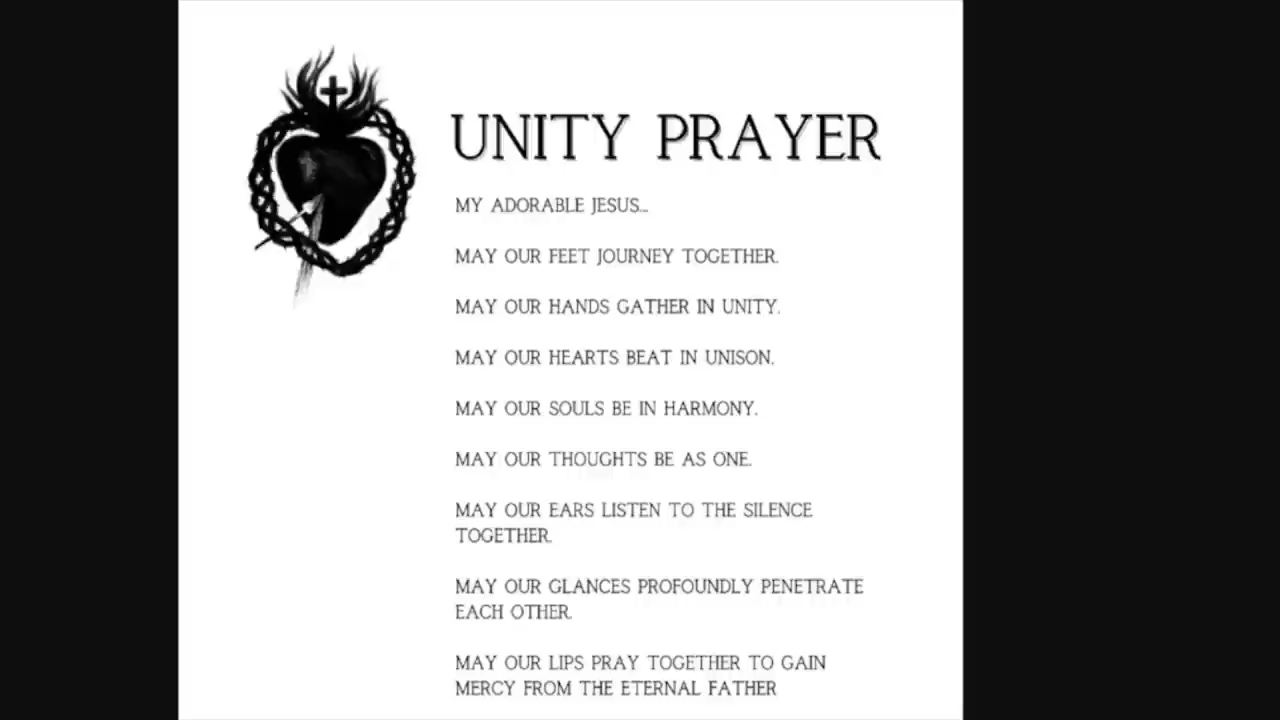 UNITY PRAYER
MY ADORABLE JESUS...
MAY OUR FEET JOURNEY TOGETHER.
MAY OUR HANDS GATHER IN UNITY.
MAY OUR HEARTS BEAT IN UNISON.
MAY OUR SOULS BE IN HARMONY.
MAY OUR THOUGHTS BE AS ONE.
MAY OUR EARS LISTEN TO THE SILENCE
TOGETHER.
MAY OUR GLANCES PROFOUNDLY PENETRATE
EACH OTHER.
MAY OUR LIPS PRAY TOGETHER TO GAIN
MERCY FROM THE ETERNAL FATHER